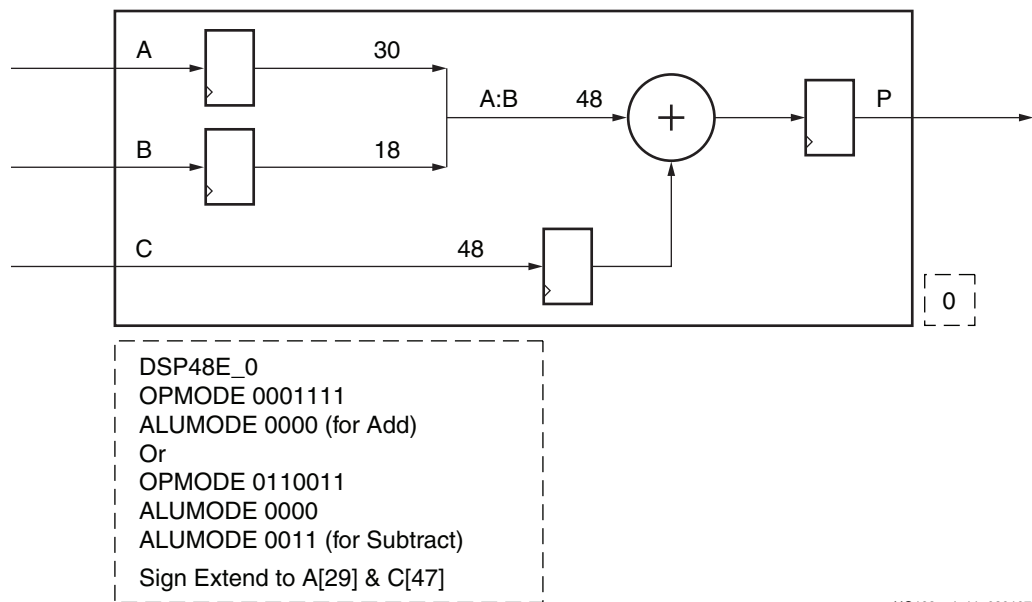 A 30
A:B 48 + P
B 18
C 48
0
DSP48E_0
OPMODE 0001111
ALUMODE 0000 (for Add)
Or
OPMODE 0110011
ALUMODE 0000
ALUMODE 0011 (for Subtract)
Sign Extend to A[29] & C[47]